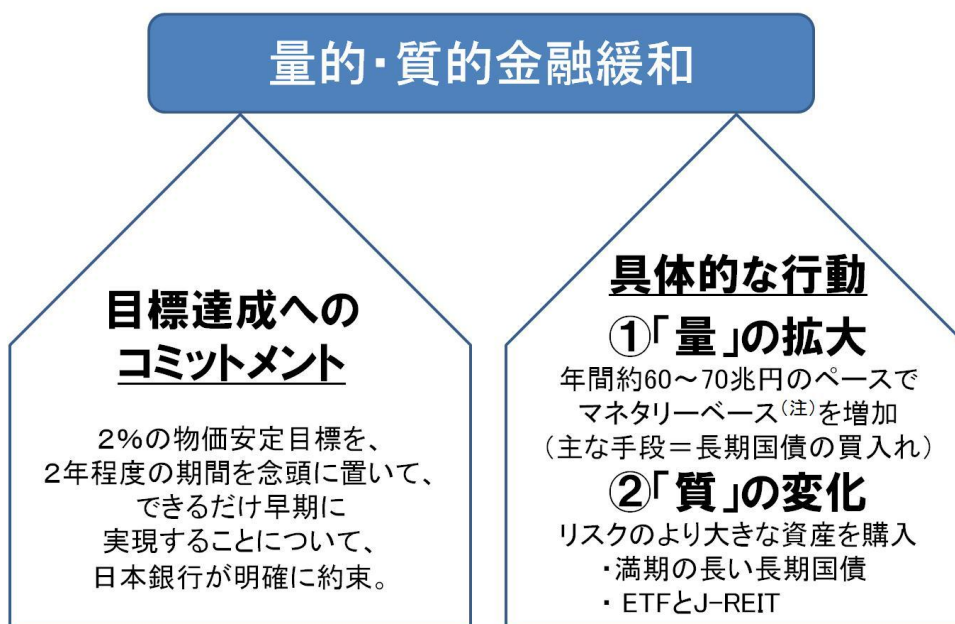 量的・質的金融緩和
目標達成への
コミットメント
2%の物価安定目標を、
2年程度の期間を念頭に置いて、
できるだけ早期に
実現することについて、
日本銀行が明確に約束。
具体的な行動
①「量」の拡大
年間約60～70兆円のペースで
マネタリーベース(注)を増加
(主な手段＝長期国債の買入れ)
②「質」の変化
リスクのより大きな資産を購入
・満期の長い長期国債
・ETFとJ-REIT